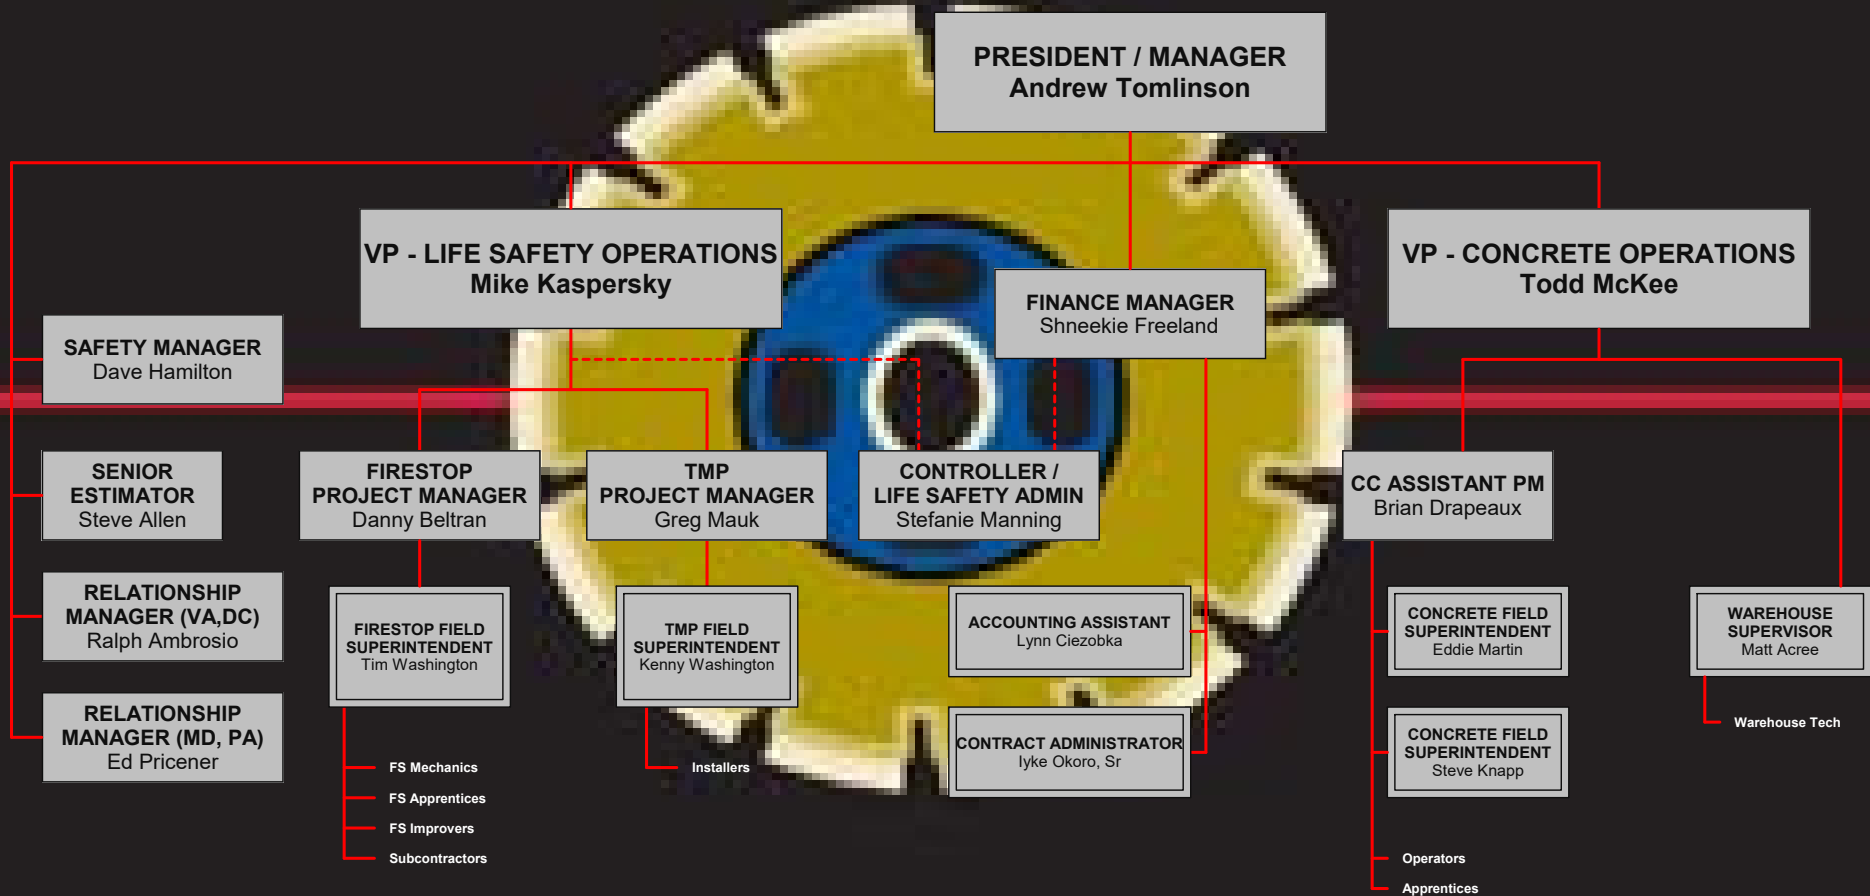 PRESIDENT / MANAGER
Andrew Tomlinson
VP - LIFE SAFETY OPERATIONS
Mike Kaspersky
FINANCE MANAGER
Shneekie Freeland
VP - CONCRETE OPERATIONS
Todd McKee
SAFETY MANAGER
Dave Hamilton
SENIOR
ESTIMATOR
Steve Allen
FIRESTOP
PROJECT MANAGER
Danny Beltran
TMP
PROJECT MANAGER
Greg Mauk
CONTROLLER /
LIFE SAFETY ADMIN
Stefanie Manning
CC ASSISTANT PM
Brian Drapeaux
RELATIONSHIP
MANAGER (VA,DC)
Ralph Ambrosio
FIRESTOP FIELD
SUPERINTENDENT
Tim Washington
TMP FIELD
SUPERINTENDENT
Kenny Washington
ACCOUNTING ASSISTANT
Lynn Ciezobka
CONCRETE FIELD
SUPERINTENDENT
Eddie Martin
WAREHOUSE
SUPERVISOR
Matt Acree
RELATIONSHIP
MANAGER (MD, PA)
Ed Pricener
CONTRACT ADMINISTRATOR
Iyke Okoro, Sr
CONCRETE FIELD
SUPERINTENDENT
Steve Knapp
Warehouse Tech
FS Mechanics
FS Apprentices
FS Improvers
Subcontractors
Installers
Operators
Apprentices